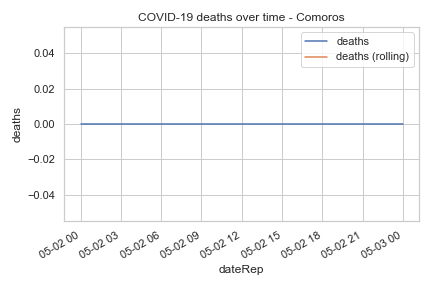 COVID-19 deaths over time - Comoros
deaths
deaths (rolling)
0.04
0.02
0.00
−0.02
−0.04
deaths
05-02 00
05-02 03
05-02 06
05-02 09
05-02 12
05-02 15
05-02 18
05-02 21
05-03 00
dateRep